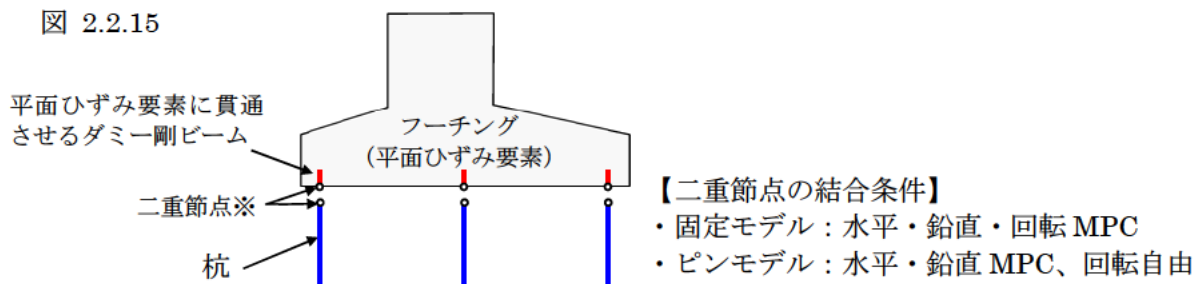 図 2.2.15
平面ひずみ要素に貫通
させるダミー剛ビーム
フーチング
（平面ひずみ要素）
二重節点※
杭
【二重節点の結合条件】
・固定モデル：水平・鉛直・回転 MPC
・ピンモデル：水平・鉛直 MPC、回転自由